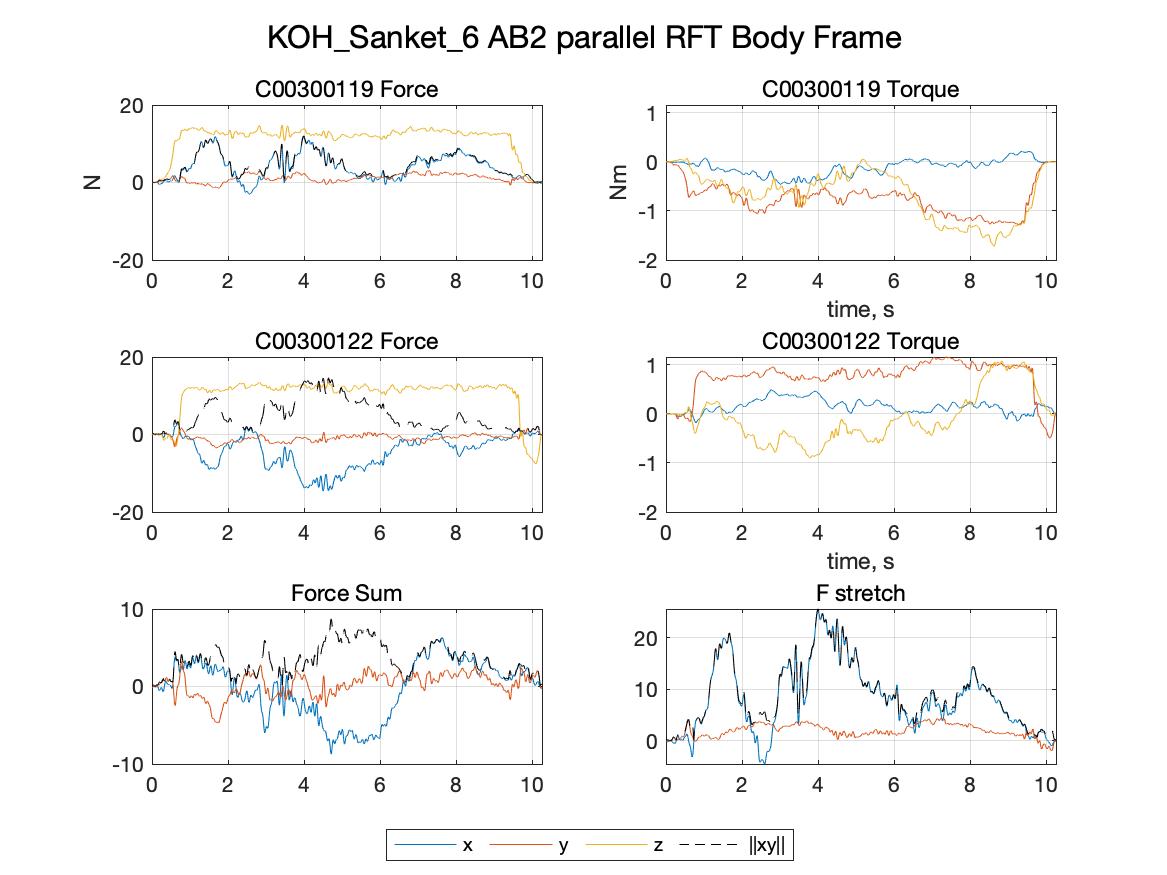 KOH_Sanket_6 AB2 parallel RFT Body Frame
C00300119 Force
20
0
-20
N
0 2 4 6 8 10
C00300119 Torque
1
0
-1
-2
Nm
0 2 4 6 8 10
time, s
C00300122 Force
20
0
-20
0 2 4 6 8 10
C00300122 Torque
1
0
-1
-2
0 2 4 6 8 10
time, s
Force Sum
10
0
-10
0 2 4 6 8 10
F stretch
20
10
0
0 2 4 6 8 10
x y z ||xy||